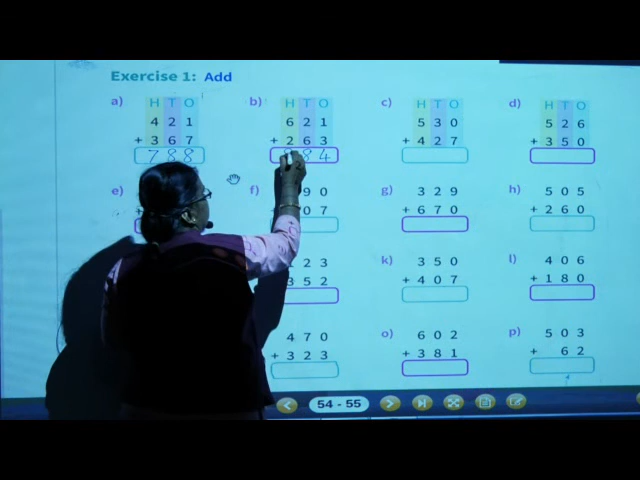 Exercise 1: Add
a) H T O b) H T O c) H T O d) H T O
4 2 1 6 2 1 5 3 0 5 2 6
+ 3 6 7 + 2 6 3 + 4 2 7 + 3 5 0
7 8 8 8 4
e) f) 9 0 g) 3 2 9 h) 5 0 5
+ 0 7 + 6 7 0 + 2 6 0
2 3 k) 3 5 0 l) 4 0 6
3 5 2 + 4 0 7 + 1 8 0
4 7 0 o) 6 0 2 p) 5 0 3
+ 3 2 3 + 3 8 1 + 6 2
54 - 55